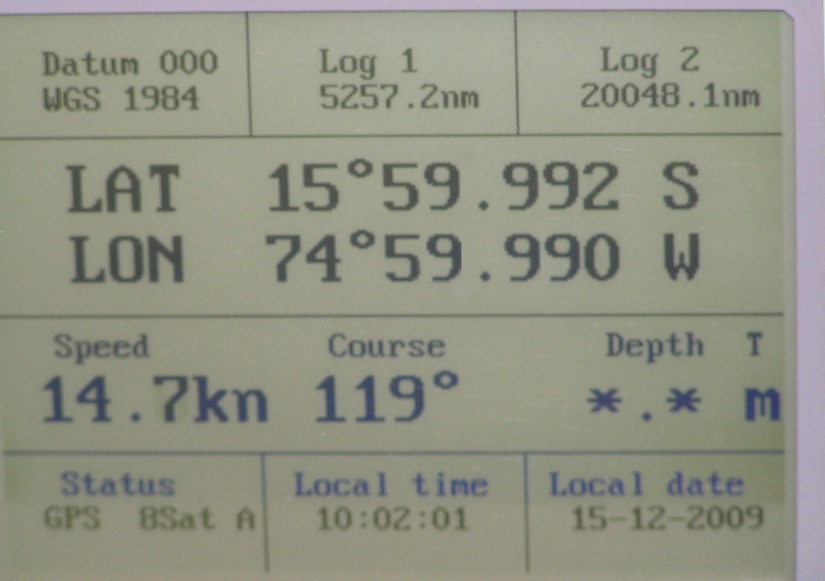 Datum 000
WGS 1984
Log 1
5257.2nm
Log 2
20048.1nm
LAT 15°59.992 S
LON 74°59.990 W
Speed Course Depth T
14.7kn 119° *.* m
Status
GPS 8Sat A
Local time
10:02:01
Local date
15-12-2009